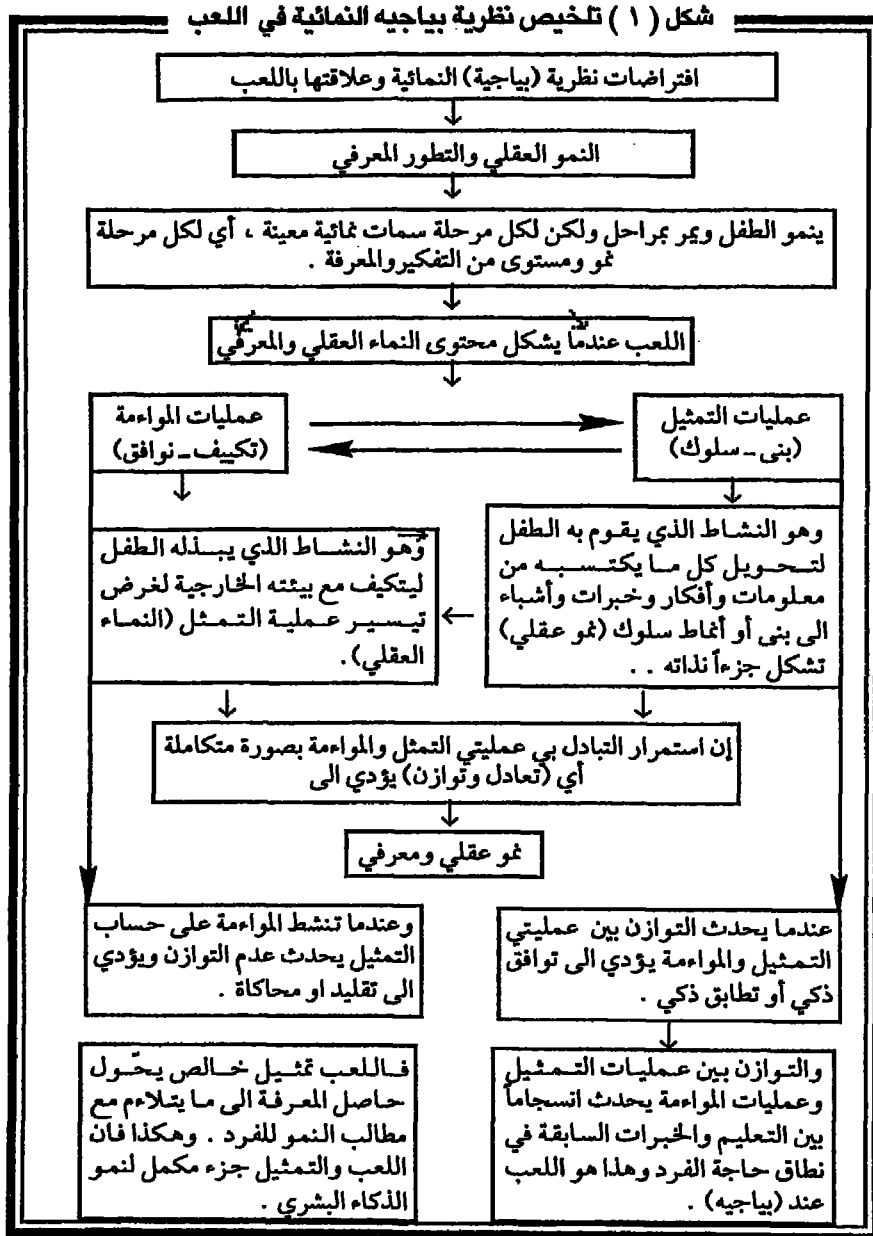 شكل ( ١ ) تلخيص نظرية بياجيه النمائية في اللعب
افتراضات نظرية (بياجية) النمائية وعلاقتها باللعب
النمو العقلي والتطور المعرفي
ينمو الطفل ويمر بمراحل ولكن لكل مرحلة سمات نمائية معينة ، أي لكل مرحلة
نمو ومستوى من التفكير والمعرفة .
اللعب عندما يشكل محتوى النماء العقلي والمعرفي
عمليات التمثيل
(بنى - سلوك)
عمليات المواءمة
(تكييف - نوافق)
وهو النشاط الذي يقوم به الطفل
لتحويل كل ما يكتسبه من
معلومات وأفكار وخبرات وأشباء
الى بنى أو أنماط سلوك (نمو عقلي)
تشكل جزءاً نذاته . .
وهو النشاط الذي يبذله الطفل
ليتكيف مع بيئته الخارجية لغرض
تيسير عملية التمثل (النماء
العقلي).
إن استمرار التبادل بي عمليتي التمثل والمواءمة بصورة متكاملة
أي (تعادل وتوازن) يؤدي الى
نمو عقلي ومعرفي
عندما يحدث التوازن بين عمليتي
التمثيل والمواءمة يؤدي الى توافق
ذكي أو تطابق ذكي .
وعندما تنشط المواءمة على حساب
التمثيل يحدث عدم التوازن ويؤدي
الى تقليد او محاكاة .
والتوازن بين عمليات التمثيل
وعمليات المواءمة يحدث انسجاماً
بين التعليم والخبرات السابقة في
نطاق حاجة الفرد وهذا هو اللعب
عند (بياجيه) .
فاللعب تمثيل خالص يحّول
حاصل المعرفة الى ما يتلاءم مع
مطالب النمو للفرد . وهكذا فان
اللعب والتمثيل جزء مكمل لنمو
الذكاء البشري .